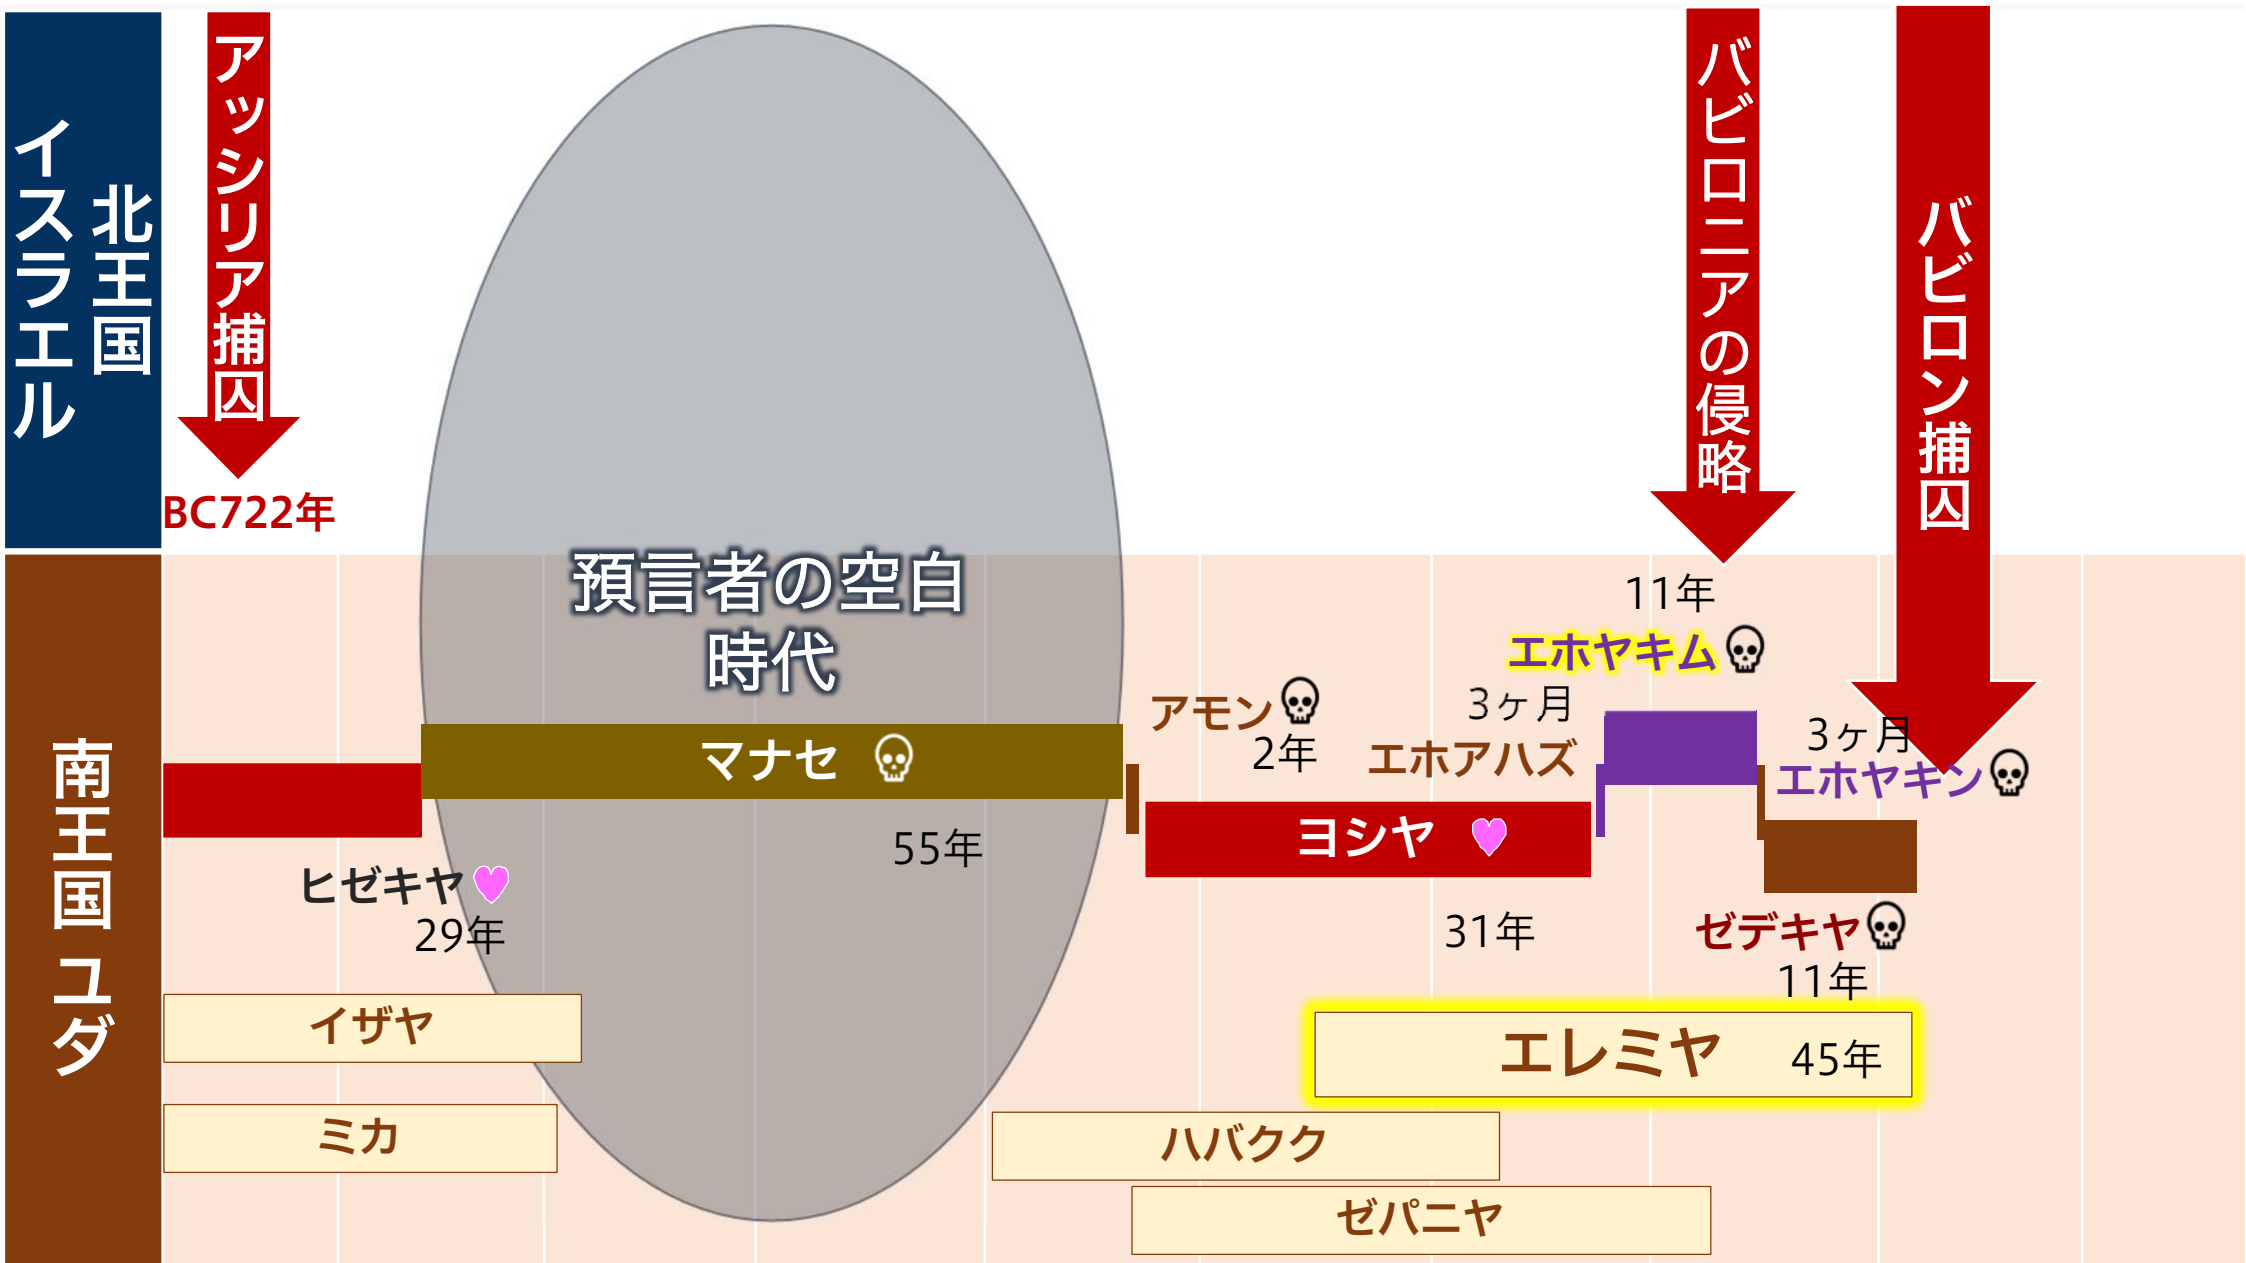 北王国
イスラエル
アッシリア捕囚
BC722年
バビロニアの侵略
バビロン捕囚
南王国 ユダ
預言者の空白
時代
マナセ
55年
ヒゼキヤ
29年
アモン
2年
エホアハズ
3ヶ月
ヨシヤ
31年
11年
エホヤキム
3ヶ月
エホヤキン
ゼデキヤ
11年
イザヤ
ミカ
エレミヤ 45年
ハバクク
ゼパニヤ